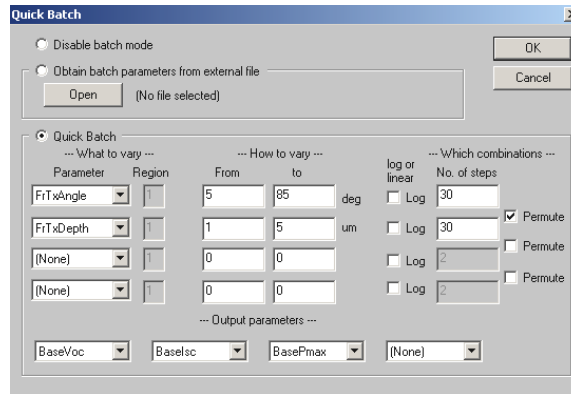 Quick Batch
Disable batch mode
OK
Obtain batch parameters from external file
Cancel
Open (No file selected)
Quick Batch
--- What to vary --- --- How to vary --- --- Which combinations ---
Parameter Region From to log or linear No. of steps
FrTxAngle 1 5 85 deg Log 30
Permute
FrTxDepth 1 1 5 um Log 30
Permute
(None) 1 0 0 Log 2
Permute
(None) 1 0 0 Log 2
--- Output parameters ---
BaseVoc BaseIsc BasePmax (None)